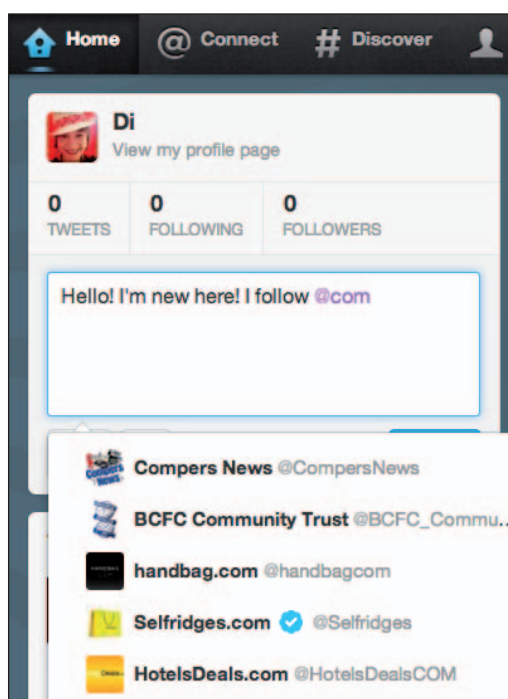 Home @ Connect # Discover
Di
View my profile page
0 0 0
TWEETS FOLLOWING FOLLOWERS
Hello! I'm new here! I follow @com
Compers News @CompersNews
BCFC Community Trust @BCFC_Commu...
handbag.com @handbagcom
Selfridges.com @Selfridges
HotelsDeals.com @HotelsDealsCOM